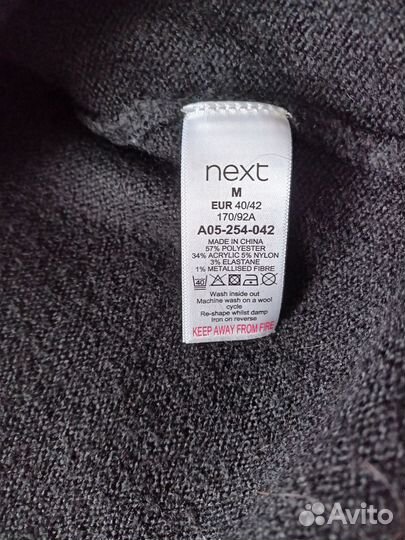 next
M
EUR 40/42
170/92A
A05-254-042
MADE IN CHINA
57% POLYESTER
34% ACRYLIC 5% NYLON
3% ELASTANE
1% METALLISED FIBRE
40
Wash inside out
Machine wash on a wool
cycle
Re-shape whilst damp
Iron on reverse
KEEP AWAY FROM FIRE
Avito